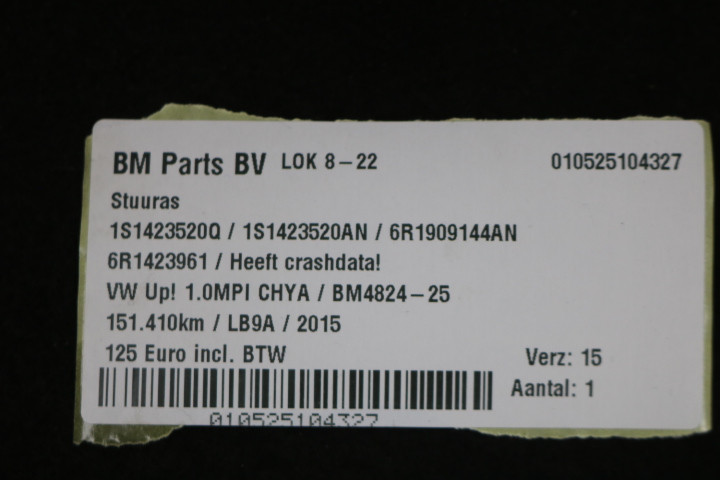 BM Parts BV LOK 8-22 010525104327
Stuuras
1S1423520Q / 1S1423520AN / 6R1909144AN
6R1423961 / Heeft crashdata!
VW Up! 1.0MPI CHYA / BM4824-25
151.410km / LB9A / 2015
125 Euro incl. BTW Verz: 15
Aantal: 1
010525104327